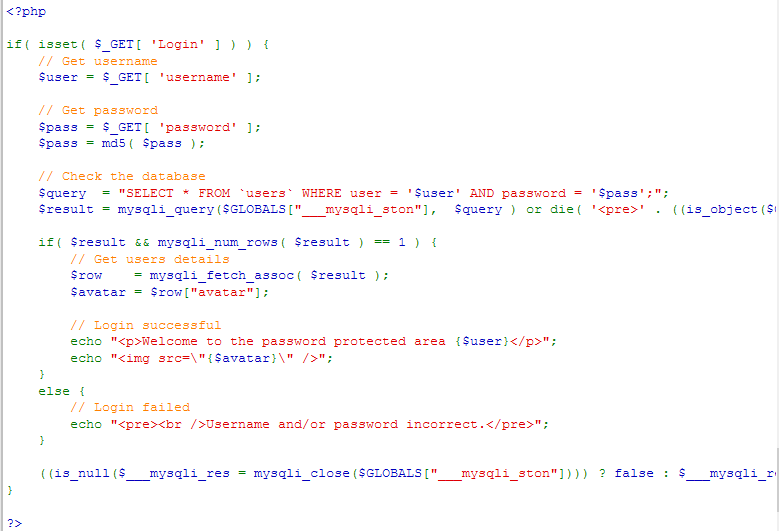 <?php
if( isset( $_GET[ 'Login' ] ) ) {
// Get username
$user = $_GET[ 'username' ];
// Get password
$pass = $_GET[ 'password' ];
$pass = md5( $pass );
// Check the database
$query  = "SELECT * FROM `users` WHERE user = '$user' AND password = '$pass';";
$result = mysqli_query($GLOBALS["___mysqli_ston"],  $query ) or die( '<pre>' . ((is_object($
if( $result && mysqli_num_rows( $result ) == 1 ) {
// Get users details
$row    = mysqli_fetch_assoc( $result );
$avatar = $row["avatar"];
// Login successful
echo "<p>Welcome to the password protected area {$user}</p>";
echo "<img src=\"{$avatar}\" />";
}
else {
// Login failed
echo "<pre><br />Username and/or password incorrect.</pre>";
}
((is_null($___mysqli_res = mysqli_close($GLOBALS["___mysqli_ston"]))) ? false : $___mysqli_r
}
?>